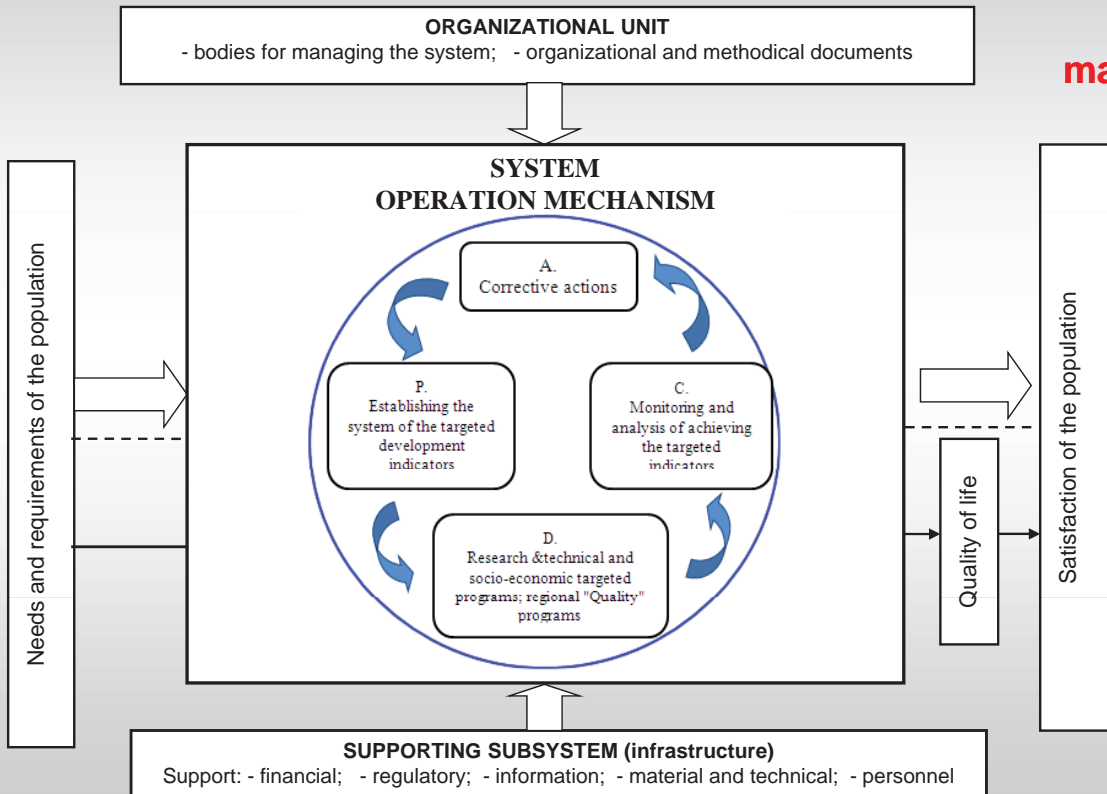 ORGANIZATIONAL UNIT
- bodies for managing the system; - organizational and methodical documents
Needs and requirements of the population
SYSTEM
OPERATION MECHANISM
A.
Corrective actions
P.
Establishing the
system of the targeted
development
indicators
C.
Monitoring and
analysis of achieving
the targeted
indicators
D.
Research &technical and
socio-economic targeted
programs; regional "Quality"
programs
Quality of life
Satisfaction of the population
SUPPORTING SUBSYSTEM (infrastructure)
Support: - financial; - regulatory; - information; - material and technical; - personnel